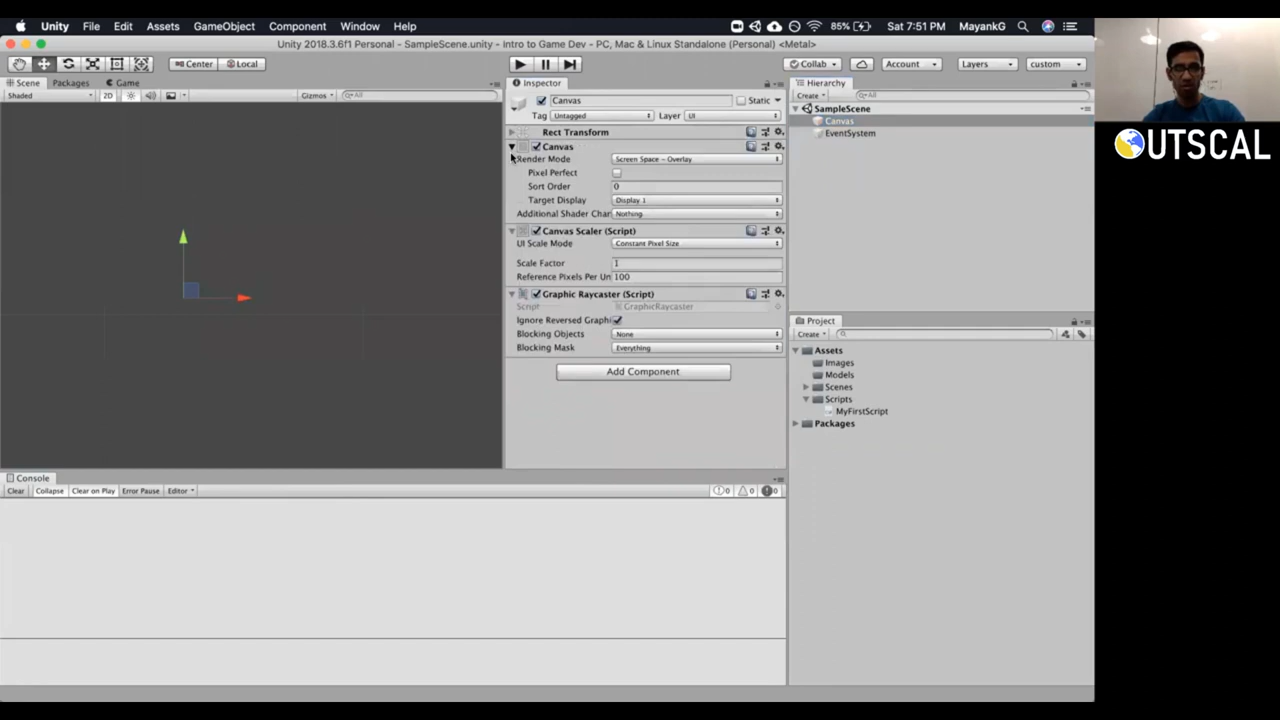 Unity File Edit Assets GameObject Component Window Help 85% Sat 7:51 PM MayankG
Unity 2018.3.6f1 Personal - SampleScene.unity - Intro to Game Dev - PC, Mac & Linux Standalone (Personal) <Metal>
Center Local Collab Account Layers custom
Scene Packages Game Inspector Hierarchy
Shaded 2D Gizmos All Create All
Canvas Static
Tag Untagged Layer UI
SampleScene
Canvas
EventSystem
Rect Transform
Canvas
Render Mode Screen Space - Overlay
Pixel Perfect
Sort Order 0
Target Display Display 1
Additional Shader Char Nothing
Canvas Scaler (Script)
UI Scale Mode Constant Pixel Size
Scale Factor 1
Reference Pixels Per Un 100
Graphic Raycaster (Script)
Script GraphicRaycaster
Ignore Reversed Graphi
Blocking Objects None
Blocking Mask Everything
Add Component
Project
Create
Assets
Images
Models
Scenes
Scripts
MyFirstScript
Packages
Console
Clear Collapse Clear on Play Error Pause Editor 0 0 0
OUTSCAL